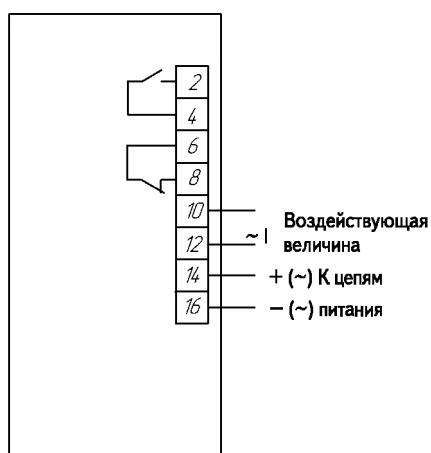 2
4
6
8
10
12
14
16
~ I
Воздействующая
величина
+ (~) К цепям
− (~) питания